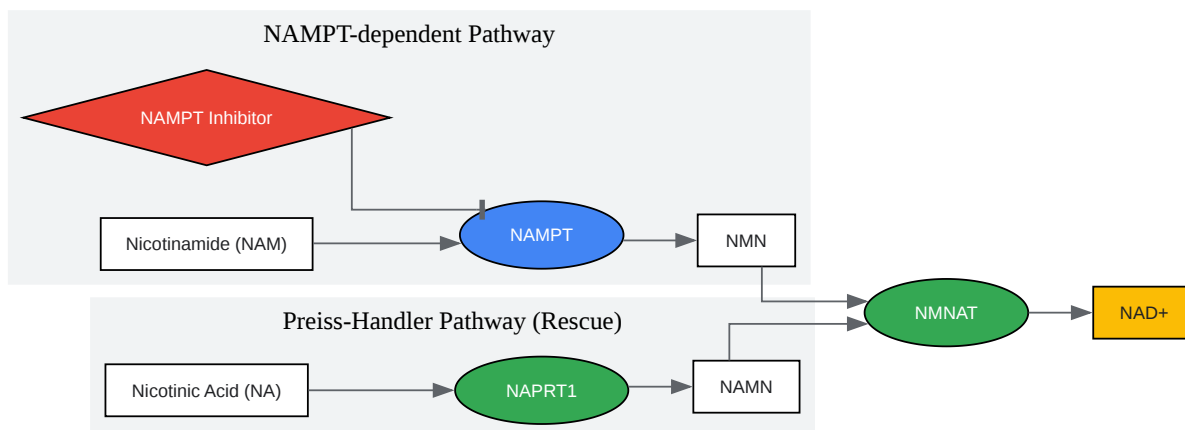 NAMPT-dependent Pathway
NAMPT Inhibitor
Nicotinamide (NAM)
NAMPT
NMN
Preiss-Handler Pathway (Rescue)
Nicotinic Acid (NA)
NAPRT1
NAMN
NMNAT
NAD+